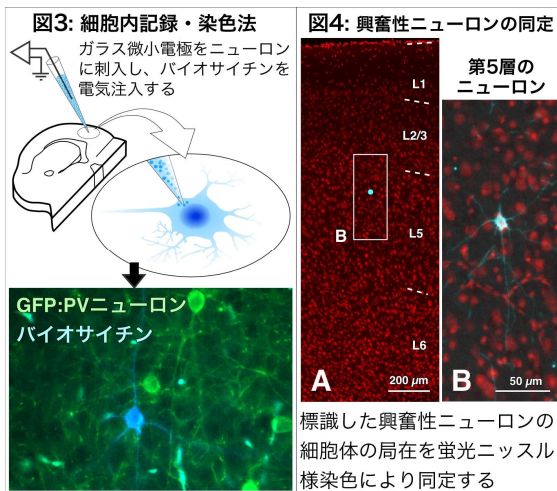 図3: 細胞内記録・染色法
ガラス微小電極をニューロン
に刺入し、バイオサイチンを
電気注入する
GFP:PVニューロン
バイオサイチン
図4: 興奮性ニューロンの同定
L1
L2/3
B
L5
L6
A
200 µm
第5層の
ニューロン
B
50 µm
標識した興奮性ニューロンの
細胞体の局在を蛍光ニッスル
様染色により同定する